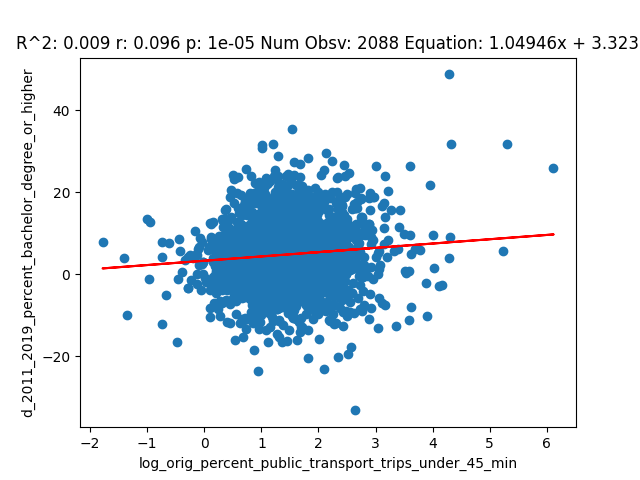 R^2: 0.009 r: 0.096 p: 1e-05 Num Obsv: 2088 Equation: 1.04946x + 3.323
d_2011_2019_percent_bachelor_degree_or_higher
40
20
0
−20
−2 −1 0 1 2 3 4 5 6
log_orig_percent_public_transport_trips_under_45_min